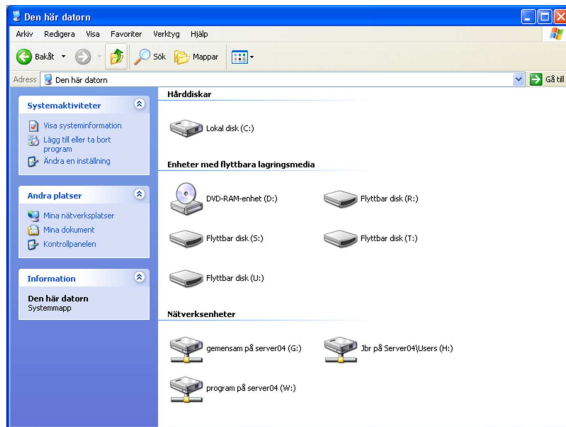 Den här datorn
Arkiv Redigera Visa Favoriter Verktyg Hjälp
Bakåt Sök Mappar
Adress Den här datorn Gå till
Systemaktiviteter
Visa systeminformation
Lägg till eller ta bort
program
Ändra en inställning
Andra platser
Mina nätverksplatser
Mina dokument
Kontrollpanelen
Information
Den här datorn
Systemmapp
Hårddiskar
Lokal disk (C:)
Enheter med flyttbara lagringsmedia
DVD-RAM-enhet (D:) Flyttbar disk (R:)
Flyttbar disk (S:) Flyttbar disk (T:)
Flyttbar disk (U:)
Nätverksenheter
gemensam på server04 (G:) Jbr på Server04\Users (H:)
program på server04 (W:)